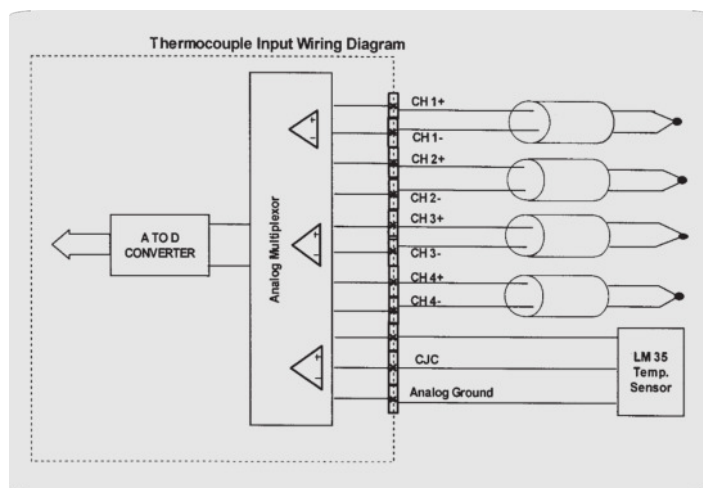 Thermocouple Input Wiring Diagram
CH 1+
CH 1-
CH 2+
CH 2-
CH 3+
CH 3-
CH 4+
CH 4-
CJC
Analog Ground
A TO D
CONVERTER
Analog Multiplexor
LM 35
Temp.
Sensor
+
-
+
-
+
-